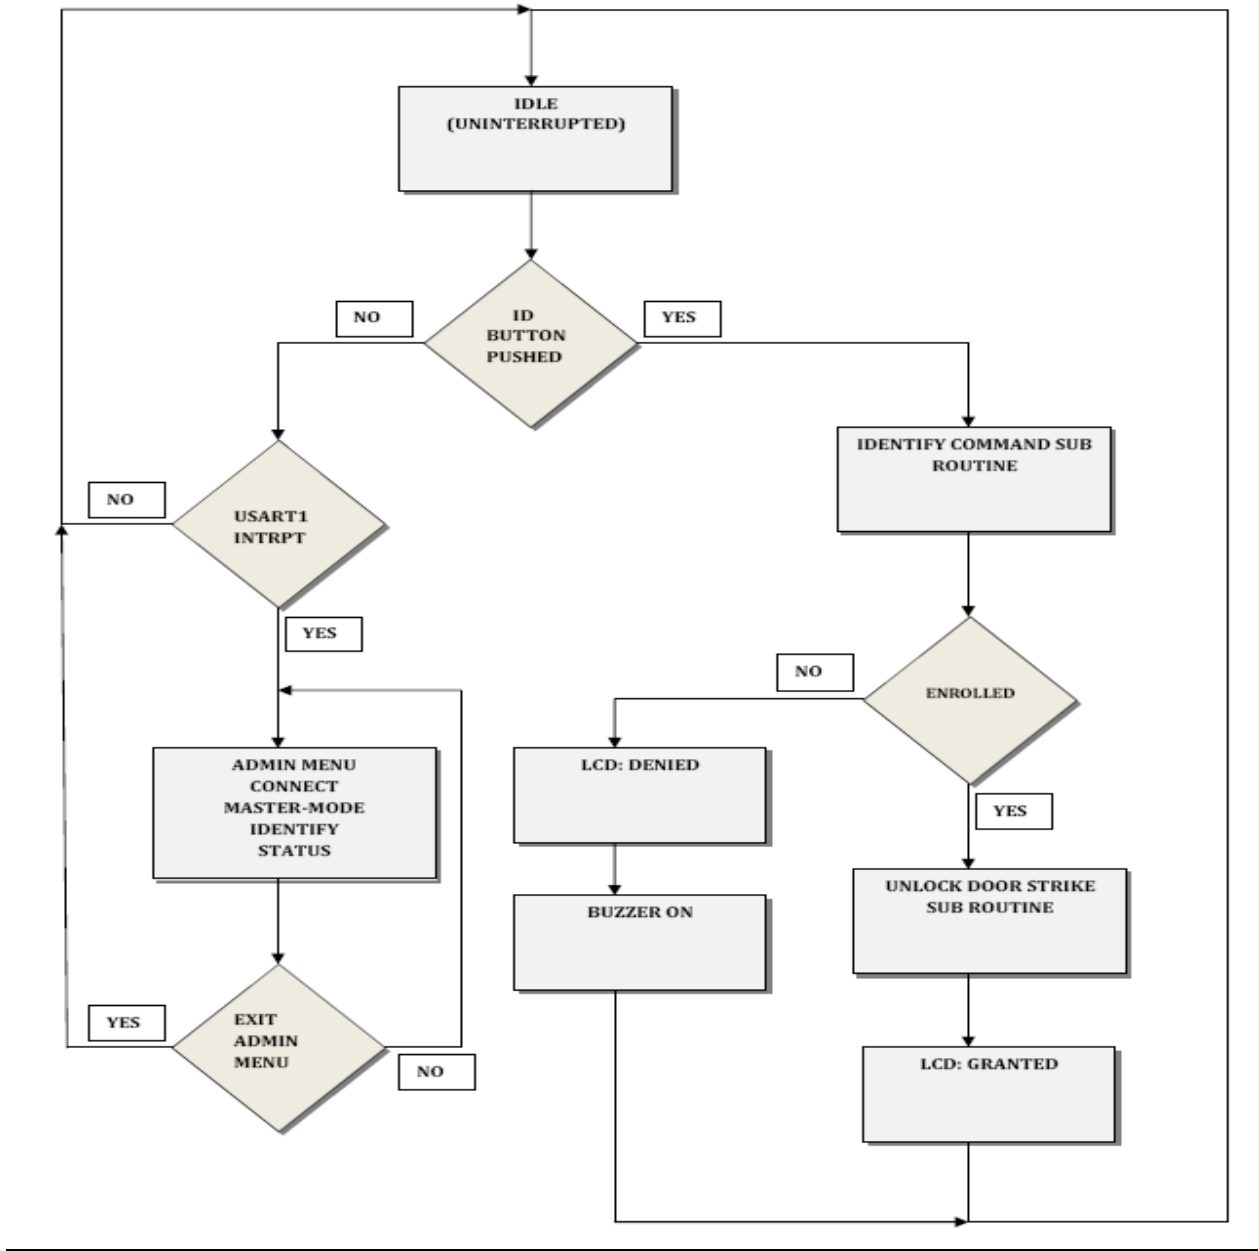 IDLE
(UNINTERRUPTED)
NO
YES
ID
BUTTON
PUSHED
IDENTIFY COMMAND SUB
ROUTINE
NO
USART1
INTRPT
YES
NO
ENROLLED
ADMIN MENU
CONNECT
MASTER-MODE
IDENTIFY
STATUS
LCD: DENIED
YES
UNLOCK DOOR STRIKE
SUB ROUTINE
BUZZER ON
YES
EXIT
ADMIN
MENU
NO
LCD: GRANTED